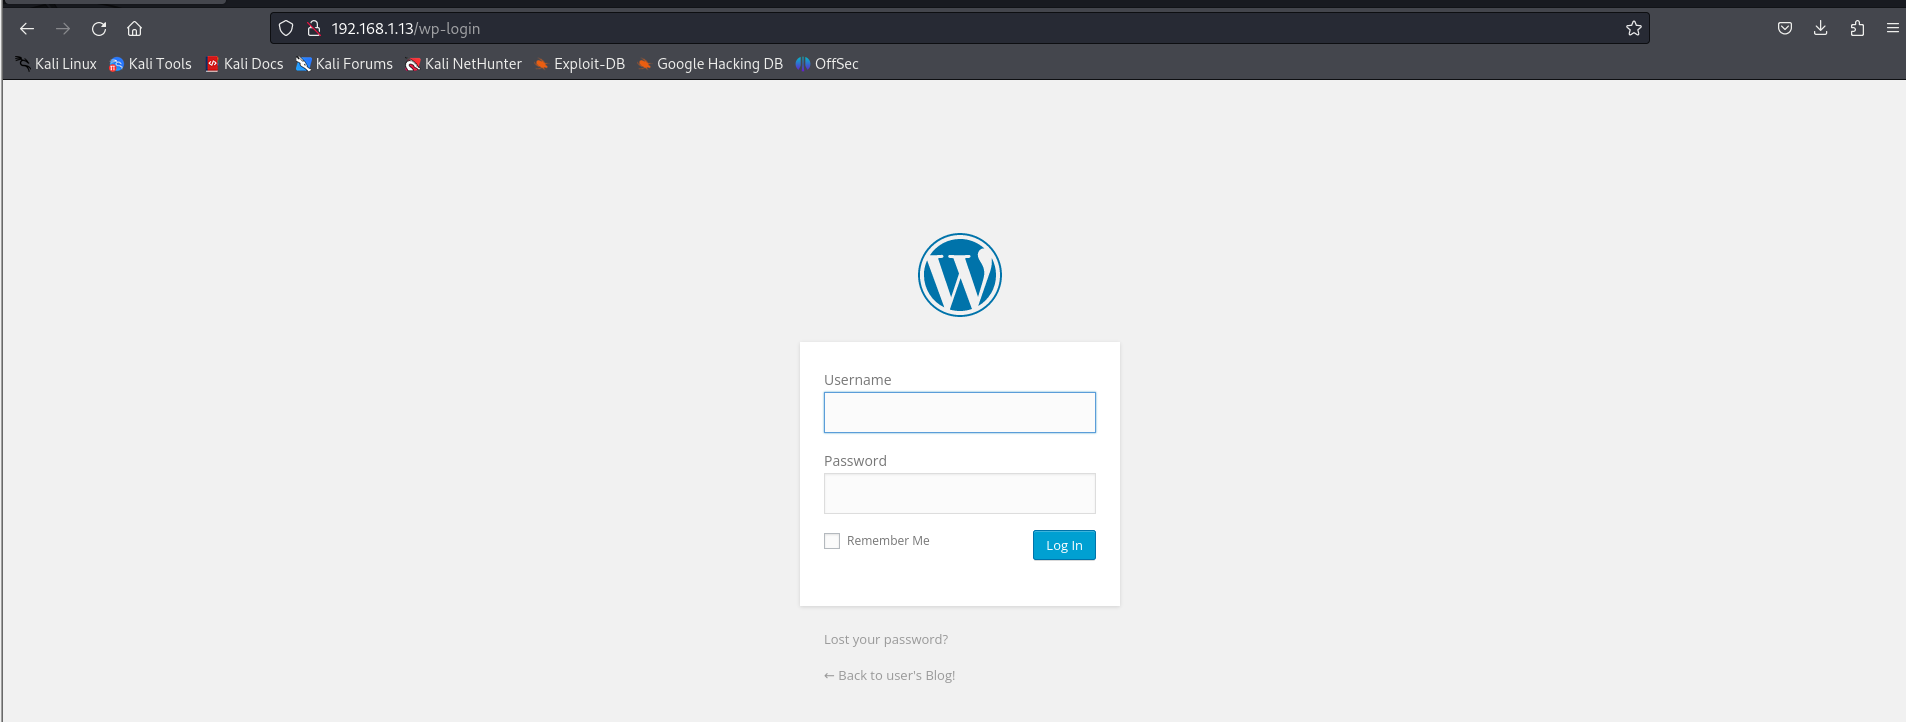 192.168.1.13/wp-login
Kali Linux Kali Tools Kali Docs Kali Forums Kali NetHunter Exploit-DB Google Hacking DB OffSec
Username
Password
Remember Me Log In
Lost your password?
← Back to user's Blog!